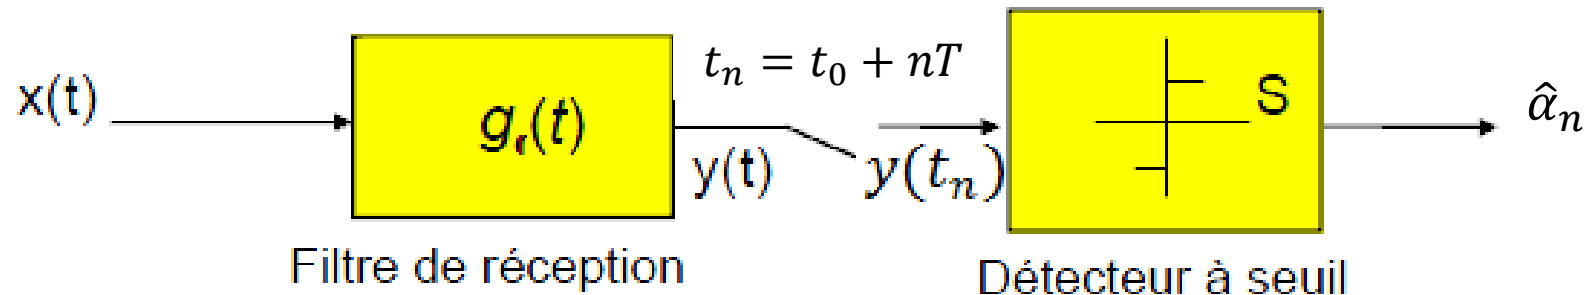 x(t)
g_r(t)
t_n = t_0 + nT
y(t)
y(t_n)
S
α̂_n
Filtre de réception
Détecteur à seuil